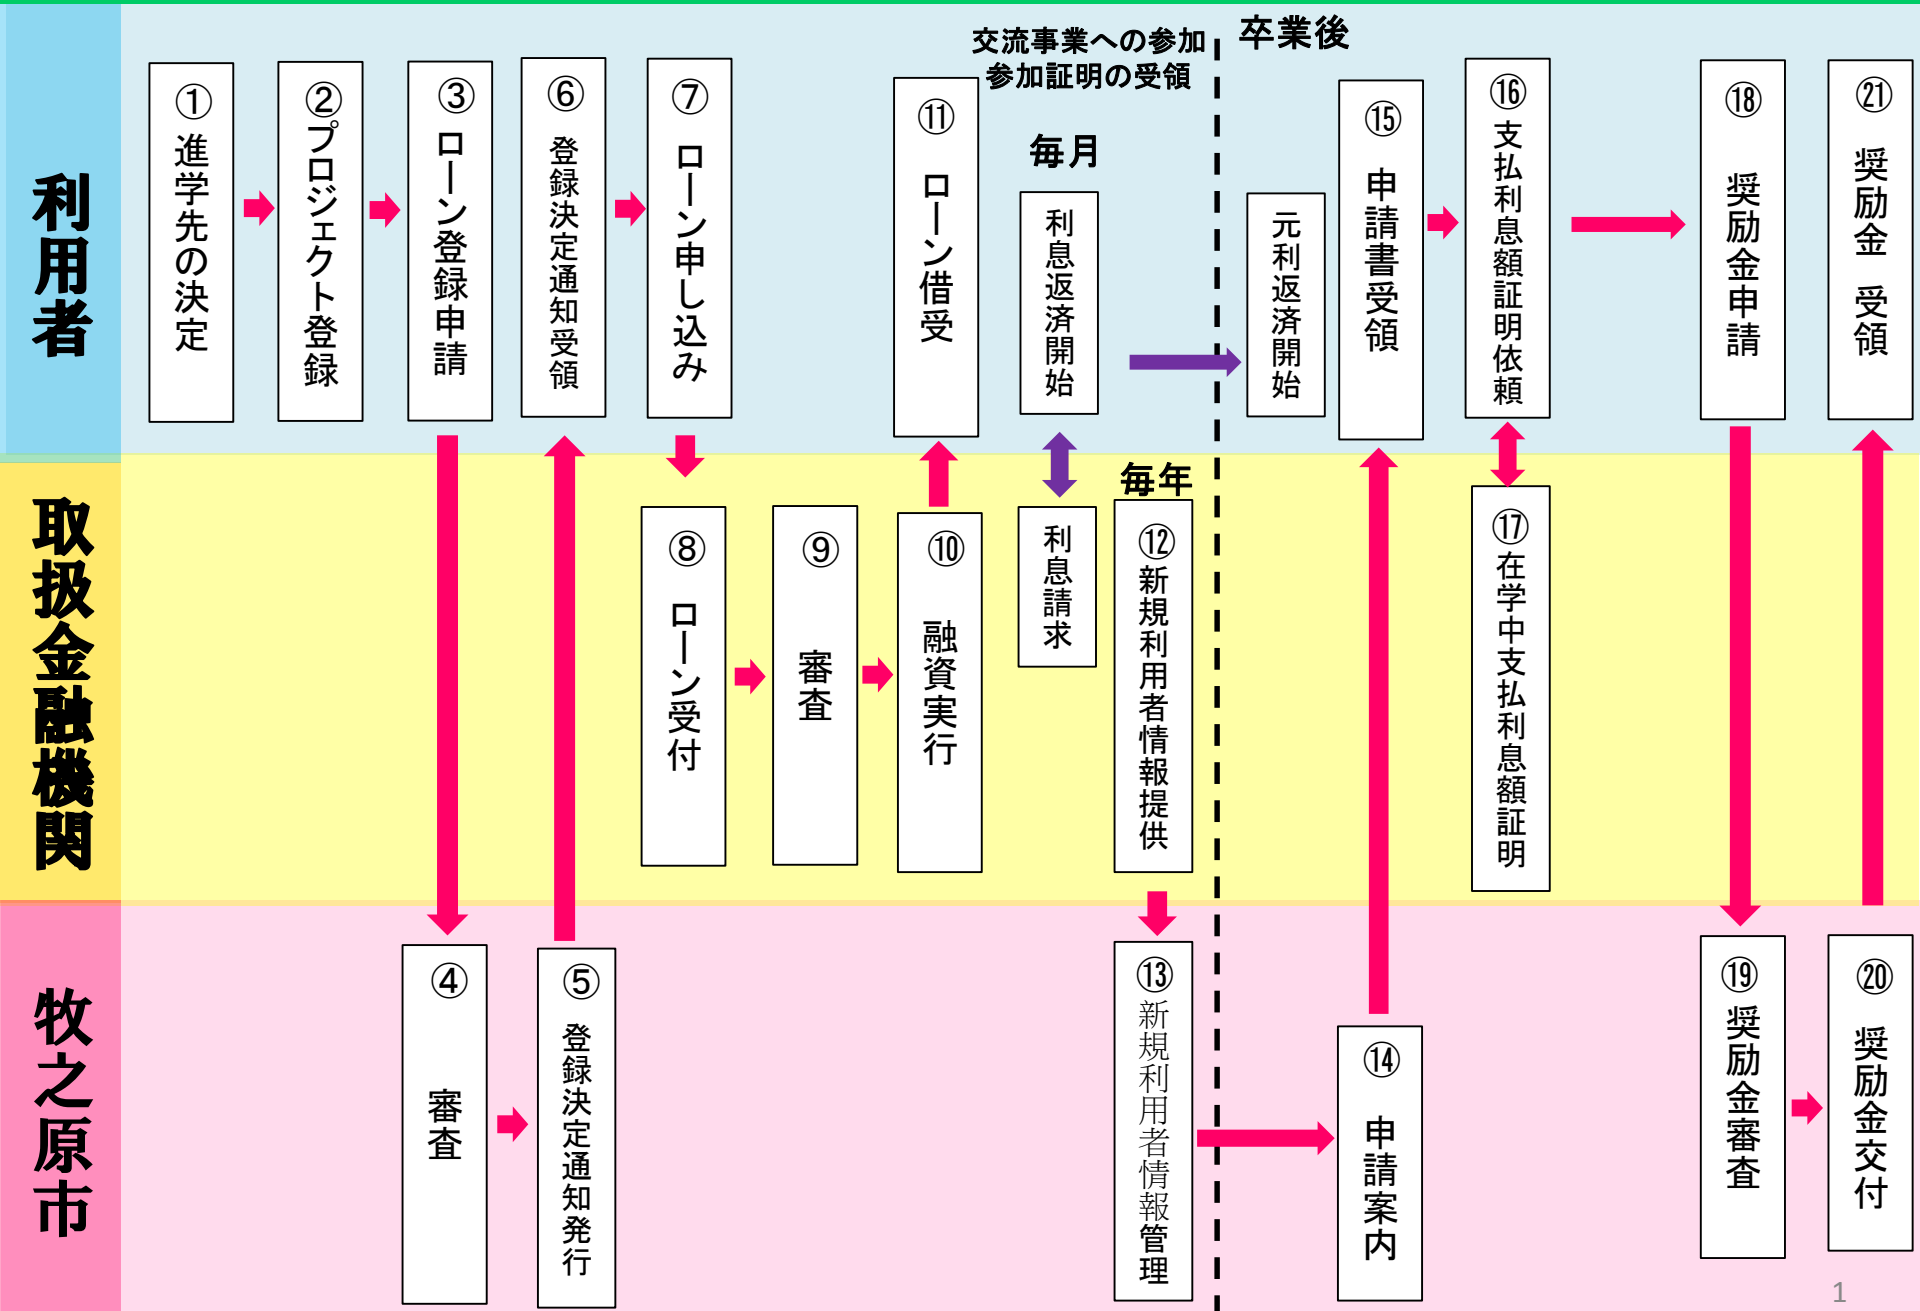 利用者
①進学先の決定
②プロジェクト登録
③ローン登録申請
⑥登録決定通知受領
⑦ローン申し込み
⑪ローン借受
交流事業への参加
参加証明の受領
毎月
利息返済開始
卒業後
元利返済開始
⑮申請書受領
⑯支払利息額証明依頼
⑱奨励金申請
㉑奨励金 受領
取扱金融機関
⑧ローン受付
⑨審査
⑩融資実行
利息請求
毎年
⑫新規利用者情報提供
⑰在学中支払利息額証明
牧之原市
④審査
⑤登録決定通知発行
⑬新規利用者情報管理
⑭申請案内
⑲奨励金審査
⑳奨励金交付
1